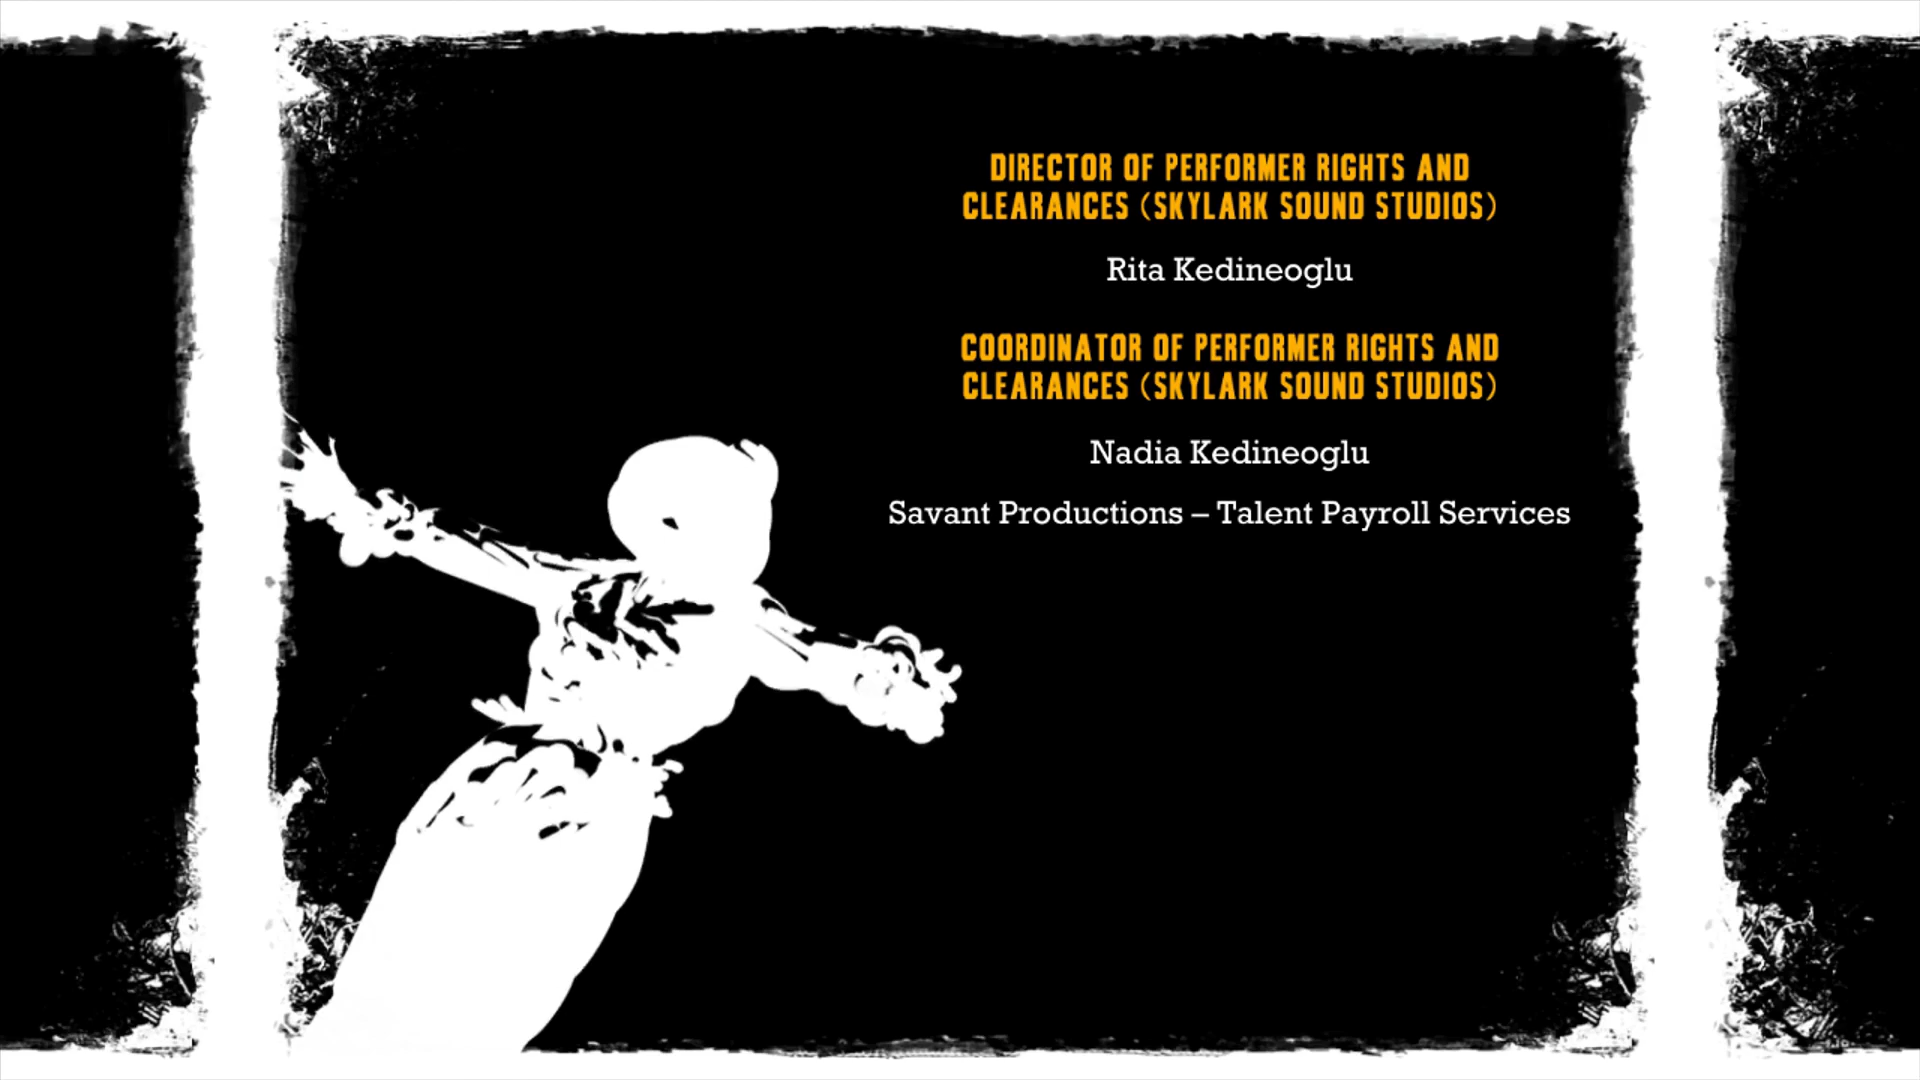 DIRECTOR OF PERFORMER RIGHTS AND
CLEARANCES (SKYLARK SOUND STUDIOS)
Rita Kedineoglu
COORDINATOR OF PERFORMER RIGHTS AND
CLEARANCES (SKYLARK SOUND STUDIOS)
Nadia Kedineoglu
Savant Productions – Talent Payroll Services